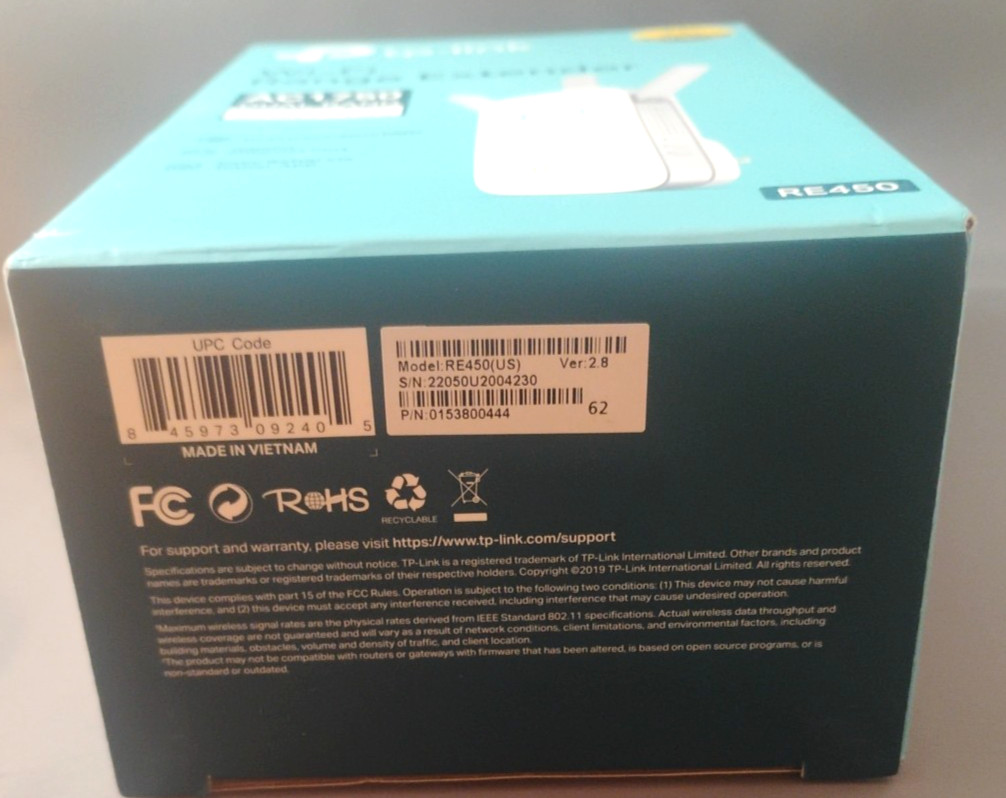 tp-link
Range Extender
AC1750
RE450
UPC Code
8 45973 09240 5
MADE IN VIETNAM
Model:RE450(US) Ver:2.8
S/N:22050U2004230
P/N:0153800444 62
FC RoHS
RECYCLABLE
For support and warranty, please visit https://www.tp-link.com/support
Specifications are subject to change without notice. TP-Link is a registered trademark of TP-Link International Limited. Other brands and product
names are trademarks or registered trademarks of their respective holders. Copyright ©2019 TP-Link International Limited. All rights reserved.
This device complies with part 15 of the FCC Rules. Operation is subject to the following two conditions: (1) This device may not cause harmful
interference, and (2) this device must accept any interference received, including interference that may cause undesired operation.
*Maximum wireless signal rates are the physical rates derived from IEEE Standard 802.11 specifications. Actual wireless data throughput and
wireless coverage are not guaranteed and will vary as a result of network conditions, client limitations, and environmental factors, including
building materials, obstacles, volume and density of traffic, and client location.
*The product may not be compatible with routers or gateways with firmware that has been altered, is based on open source programs, or is
non-standard or outdated.